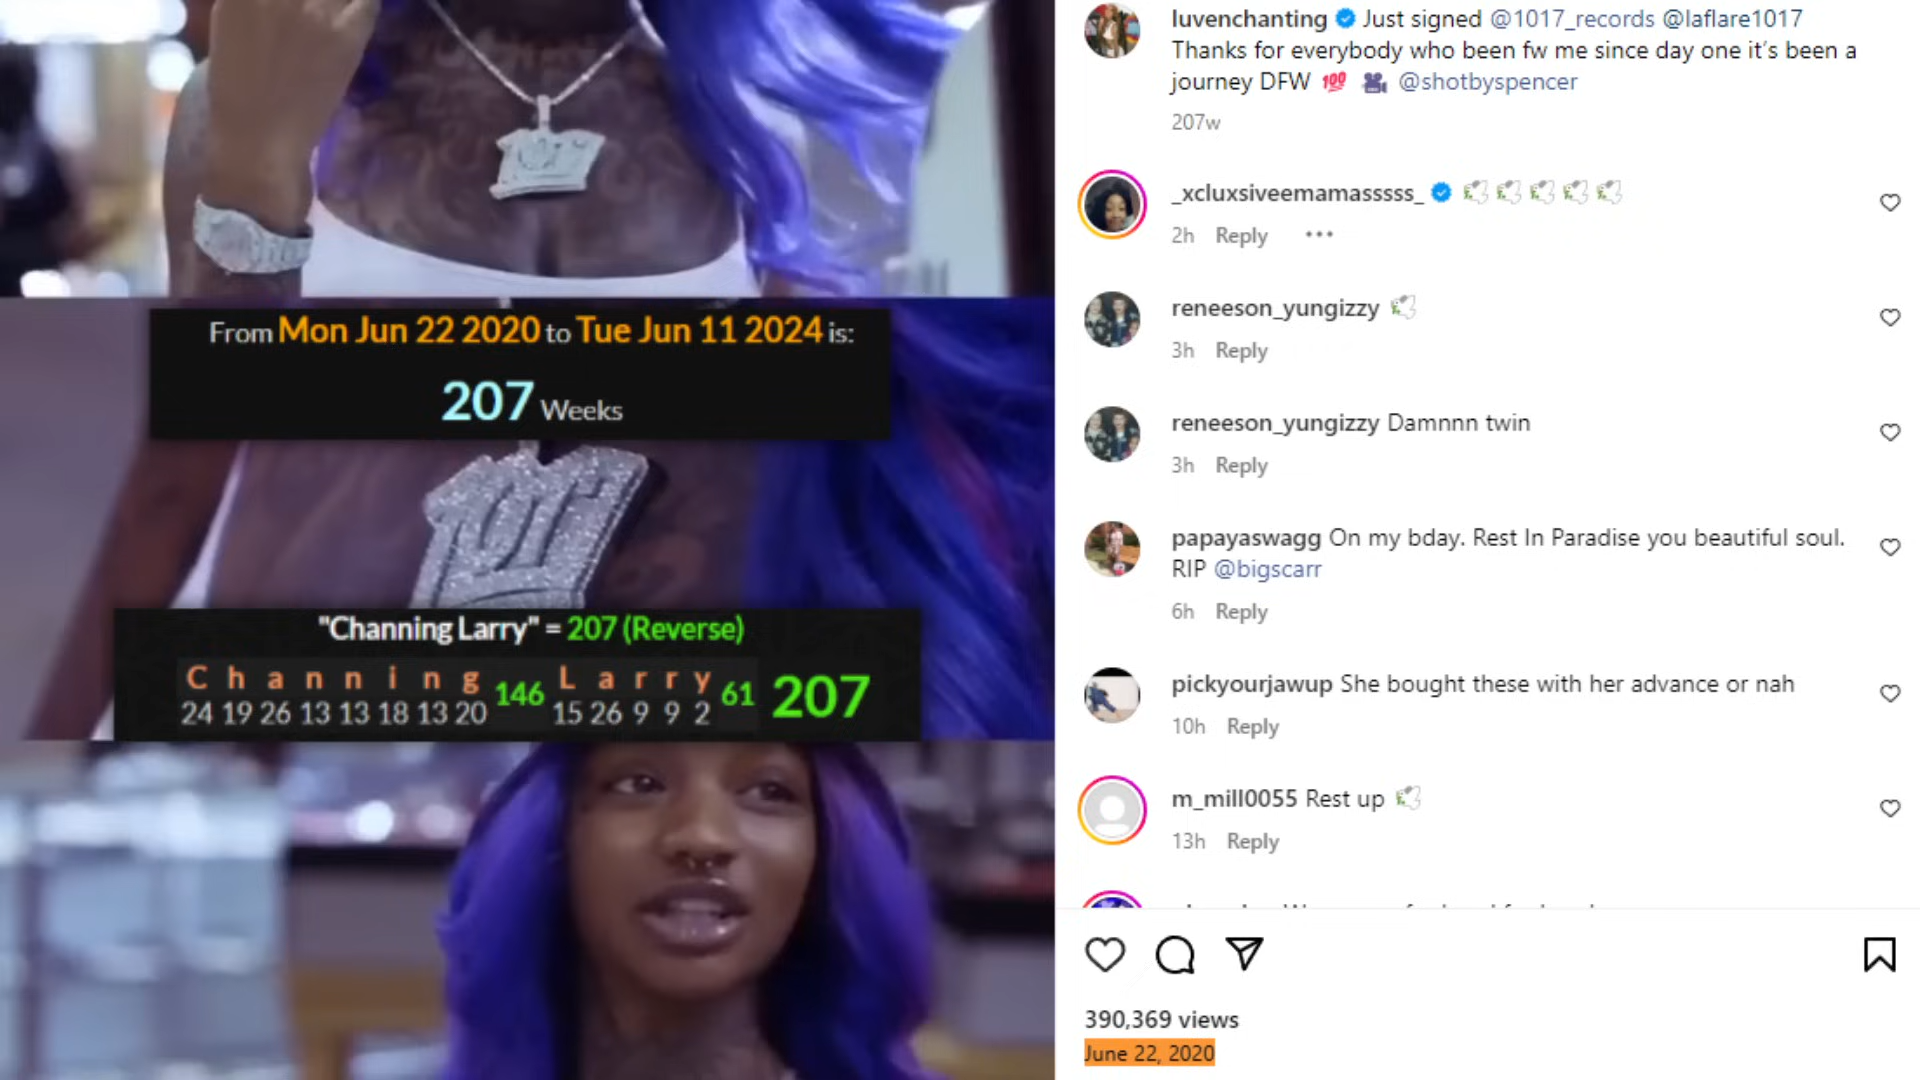 From Mon Jun 22 2020 to Tue Jun 11 2024 is:
207 Weeks
"Channing Larry" = 207 (Reverse)
C h a n n i n g 146 L a r r y 61 207
24 19 26 13 13 18 13 20 15 26 9 9 2
luvenchanting Just signed @1017_records @laflare1017
Thanks for everybody who been fw me since day one it’s been a
journey DFW 💯 🎥 @shotbyspencer
207w
_xcluxsiveemamasssss_ 🕊️🕊️🕊️🕊️🕊️
2h Reply •••
reneeson_yungizzy 🕊️
3h Reply
reneeson_yungizzy Damnnn twin
3h Reply
papayaswagg On my bday. Rest In Paradise you beautiful soul.
RIP @bigscarr
6h Reply
pickyourjawup She bought these with her advance or nah
10h Reply
m_mill0055 Rest up 🕊️
13h Reply
390,369 views
June 22, 2020